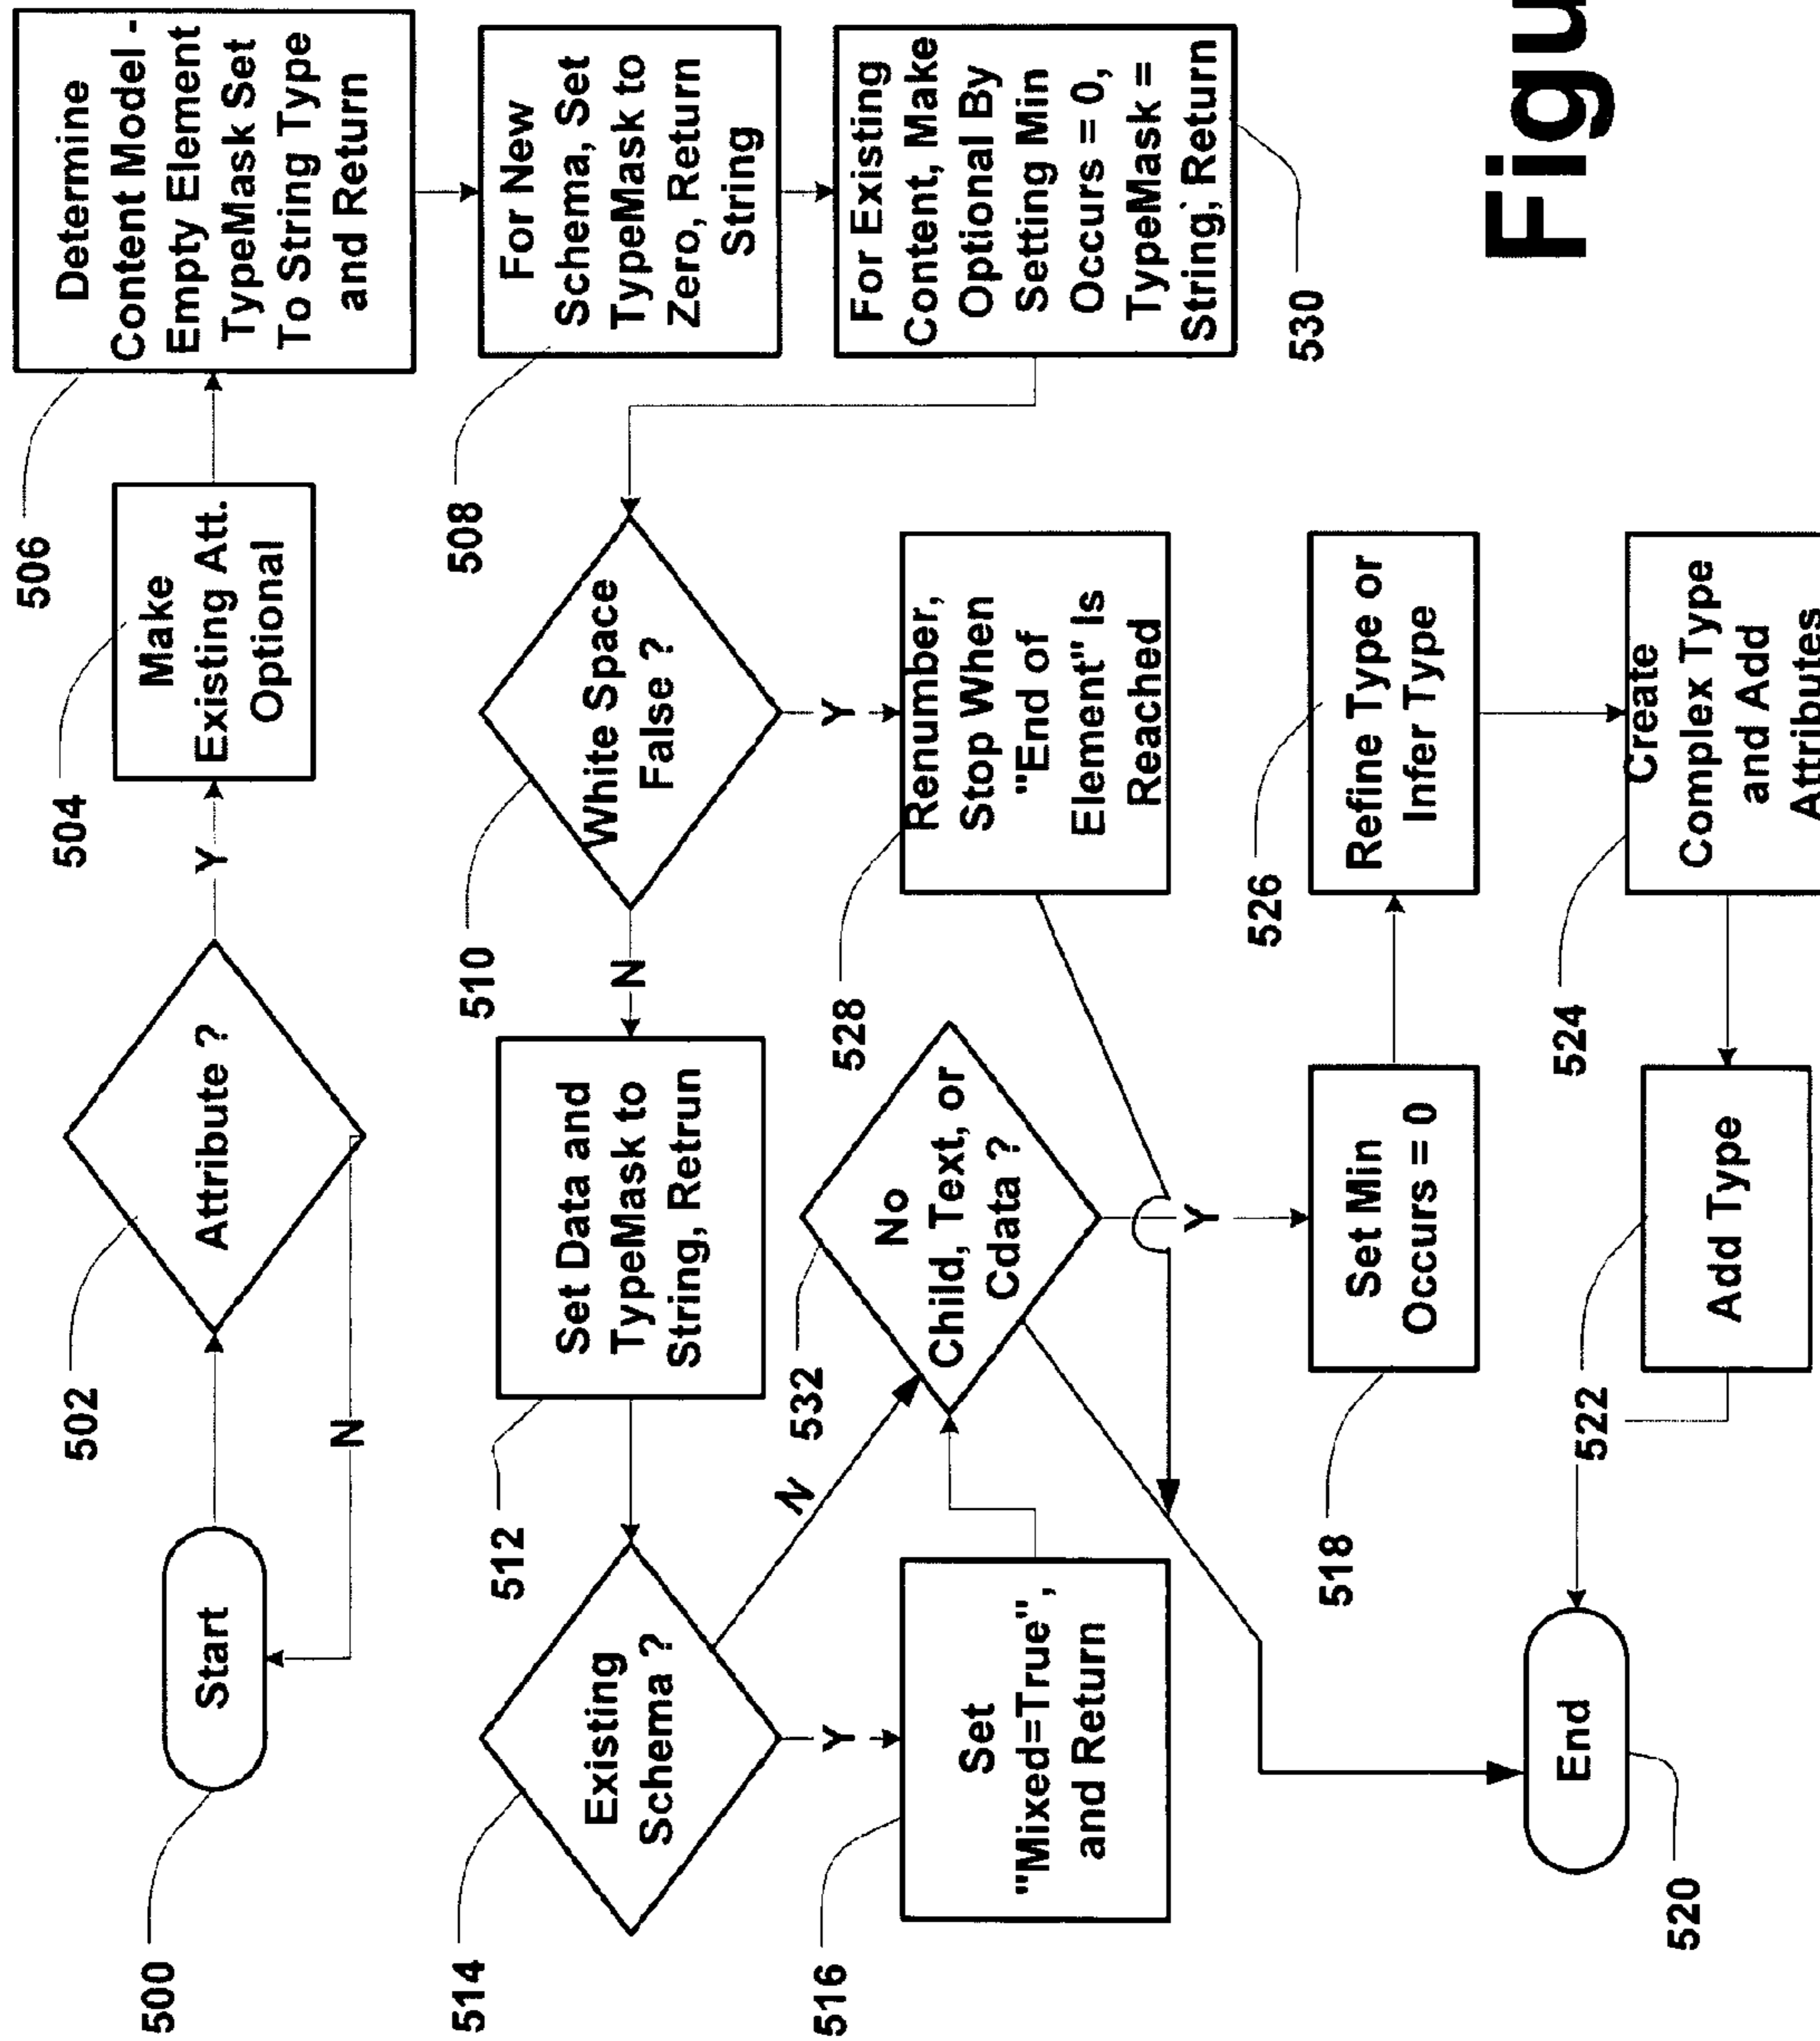 500
Start
N
502
Attribute ?
Y
504
Make
Existing Att.
Optional
506
Determine
Content Model -
Empty Element
TypeMask Set
To String Type
and Return
508
For New
Schema, Set
TypeMask to
Zero, Return
String
530
For Existing
Content, Make
Optional By
Setting Min
Occurs = 0,
TypeMask =
String, Return
510
White Space
False ?
N
Y
512
Set Data and
TypeMask to
String, Retrun
514
Existing
Schema ?
N
Y
516
Set
"Mixed=True",
and Return
532
No
Child, Text, or
Cdata ?
Y
528
Renumber,
Stop When
"End of
Element" Is
Reached
518
Set Min
Occurs = 0
526
Refine Type or
Infer Type
524
Create
Complex Type
and Add
Attributes
522
Add Type
520
End
Figu